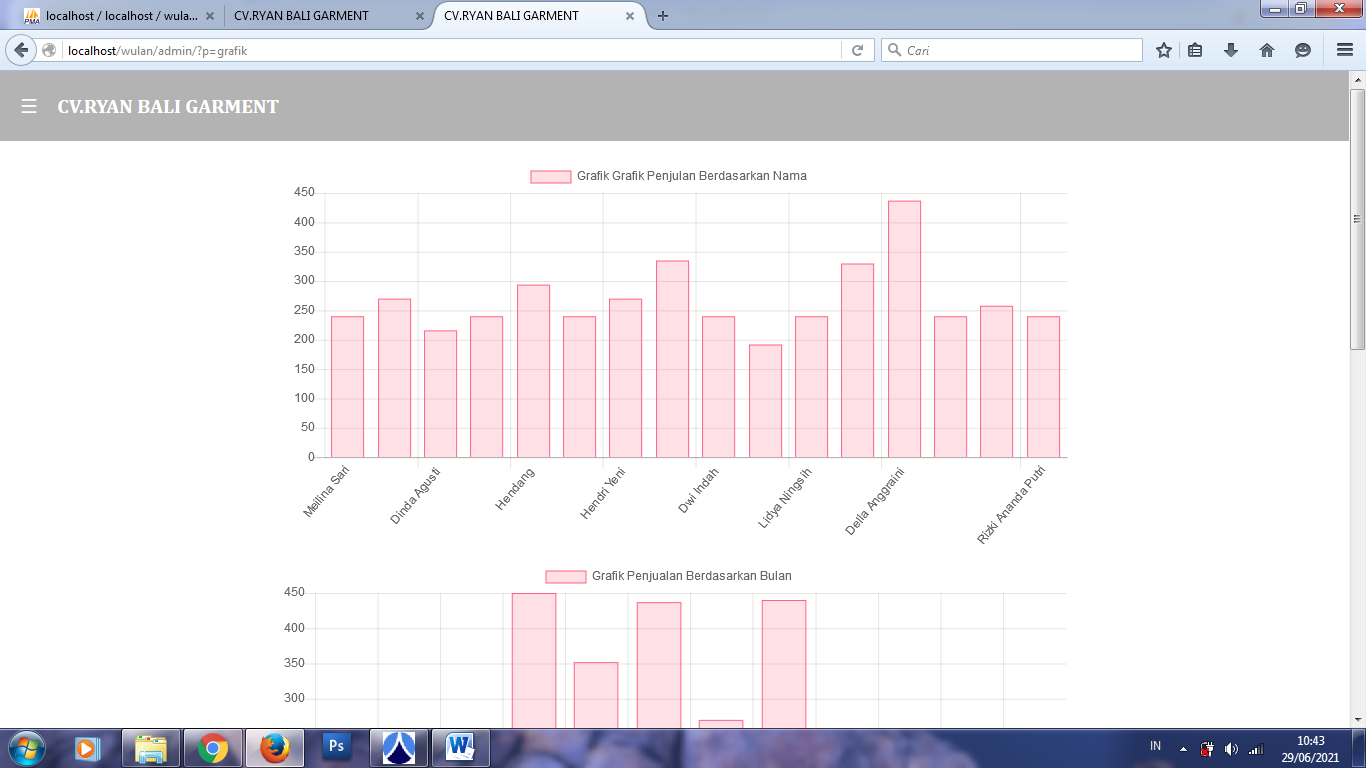 localhost / localhost / wula...
CV.RYAN BALI GARMENT
CV.RYAN BALI GARMENT
PMA
localhost/wulan/admin/?p=grafik
Cari
CV.RYAN BALI GARMENT
Grafik Grafik Penjulan Berdasarkan Nama
450
400
350
300
250
200
150
100
50
0
Meilina Sari
Dinda Agusti
Hendang
Hendri Yeni
Dwi Indah
Lidya Ningsih
Della Anggraini
Rizki Ananda Putri
Grafik Penjualan Berdasarkan Bulan
450
400
350
300
Ps
W
IN
10:43
29/06/2021